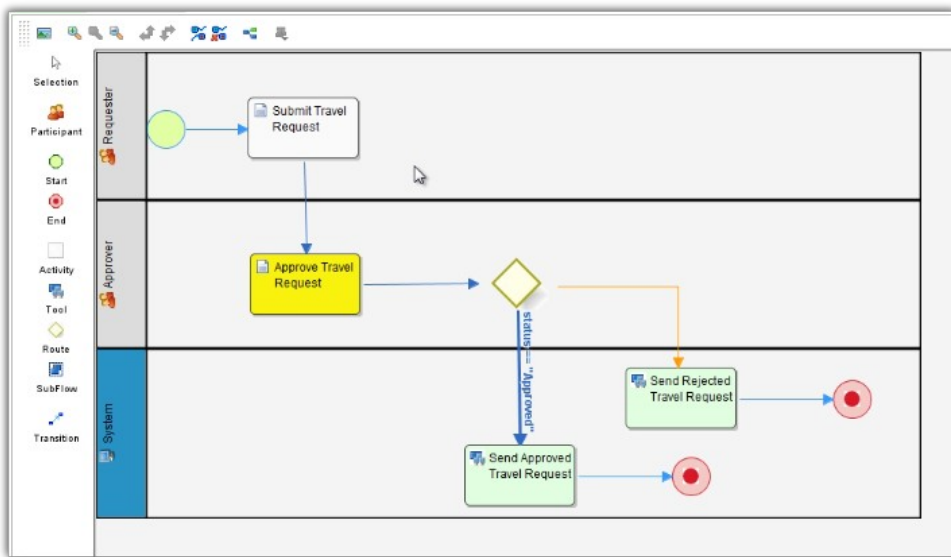 Selection
Participant
Start
End
Activity
Tool
Route
SubFlow
Transition
Requester
Submit Travel
Request
Approver
Approve Travel
Request
status== "Approved"
System
Send Rejected
Travel Request
Send Approved
Travel Request